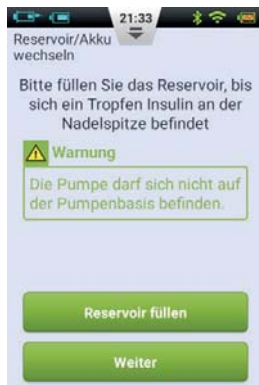 21:33
Reservoir/Akku
wechseln
Bitte füllen Sie das Reservoir, bis
sich ein Tropfen Insulin an der
Nadelspitze befindet
Warnung
Die Pumpe darf sich nicht auf
der Pumpenbasis befinden.
Reservoir füllen
Weiter